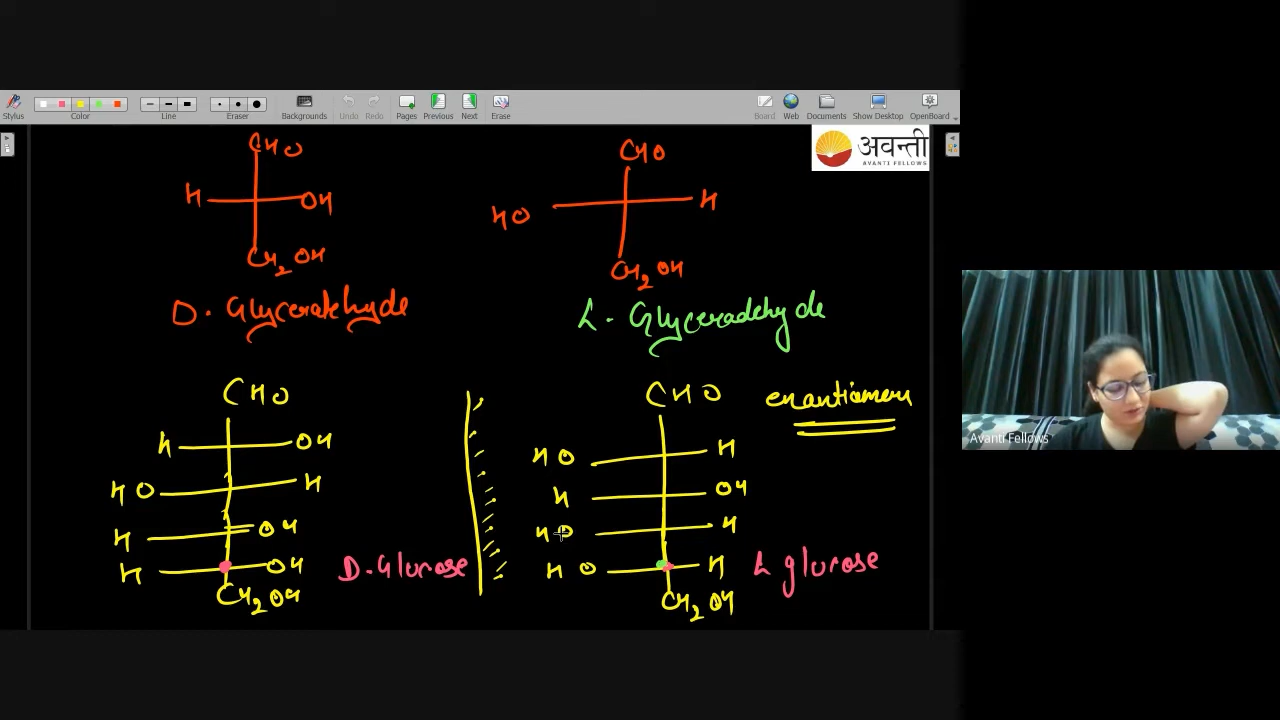 Stylus
Color
Line
Eraser
Backgrounds
Undo
Redo
Pages
Previous
Next
Erase
Board
Web
Documents
Show Desktop
OpenBoard
अवन्ती
AVANTI FELLOWS
CHO
H OH
CH2OH
D. Glyceraldehyde
CHO
HO H
CH2OH
L. Glyceradehyde
CHO
H OH
HO H
H OH
H OH
CH2OH
D. Glucose
CHO
HO H
H OH
HO H
HO H
CH2OH
L glucose
enantiomers
Avanti Fellows